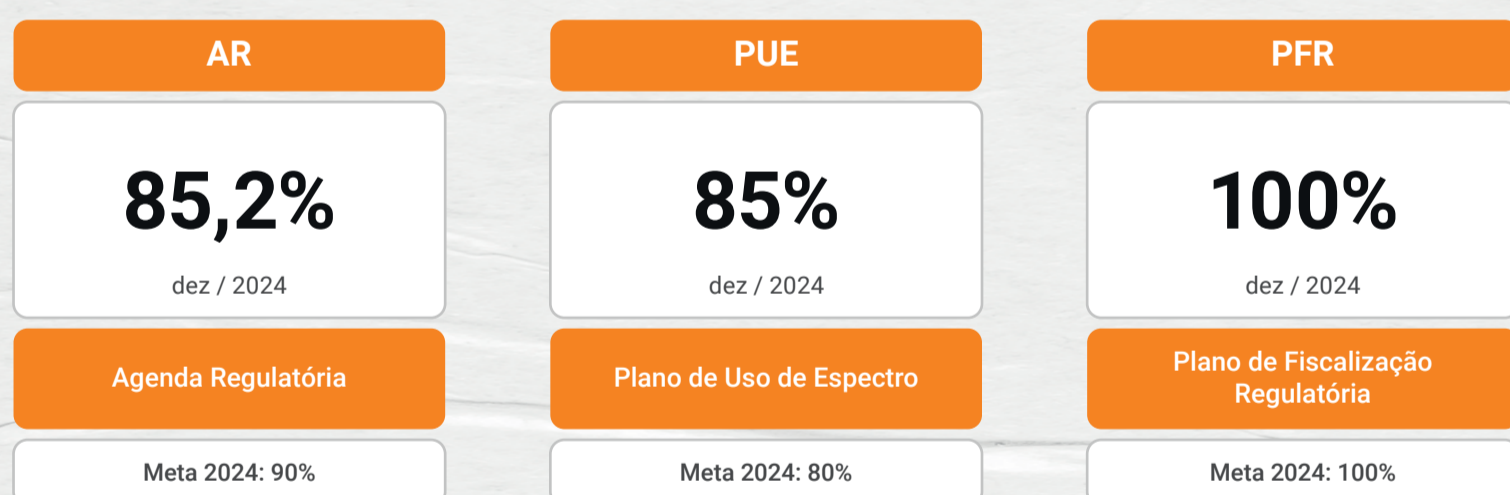 AR
85,2%
dez / 2024
Agenda Regulatória
Meta 2024: 90%
PUE
85%
dez / 2024
Plano de Uso de Espectro
Meta 2024: 80%
PFR
100%
dez / 2024
Plano de Fiscalização
Regulatória
Meta 2024: 100%